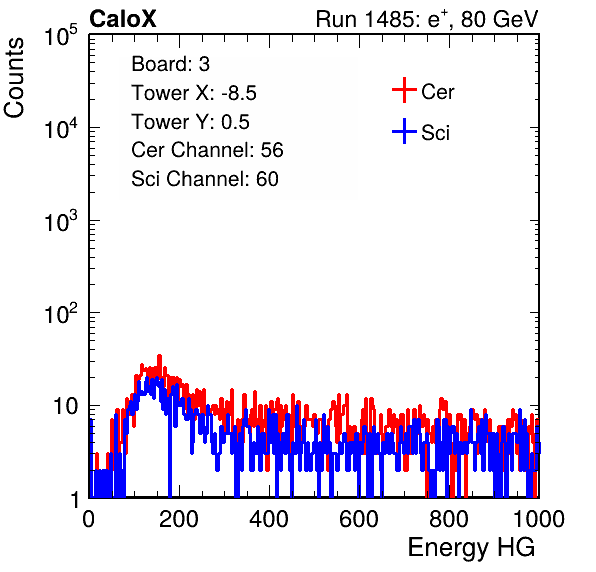 CaloX Run 1485: e⁺, 80 GeV
Counts
Board: 3
Tower X: -8.5
Tower Y: 0.5
Cer Channel: 56
Sci Channel: 60
Cer
Sci
10⁵
10⁴
10³
10²
10
1
0 200 400 600 800 1000
Energy HG